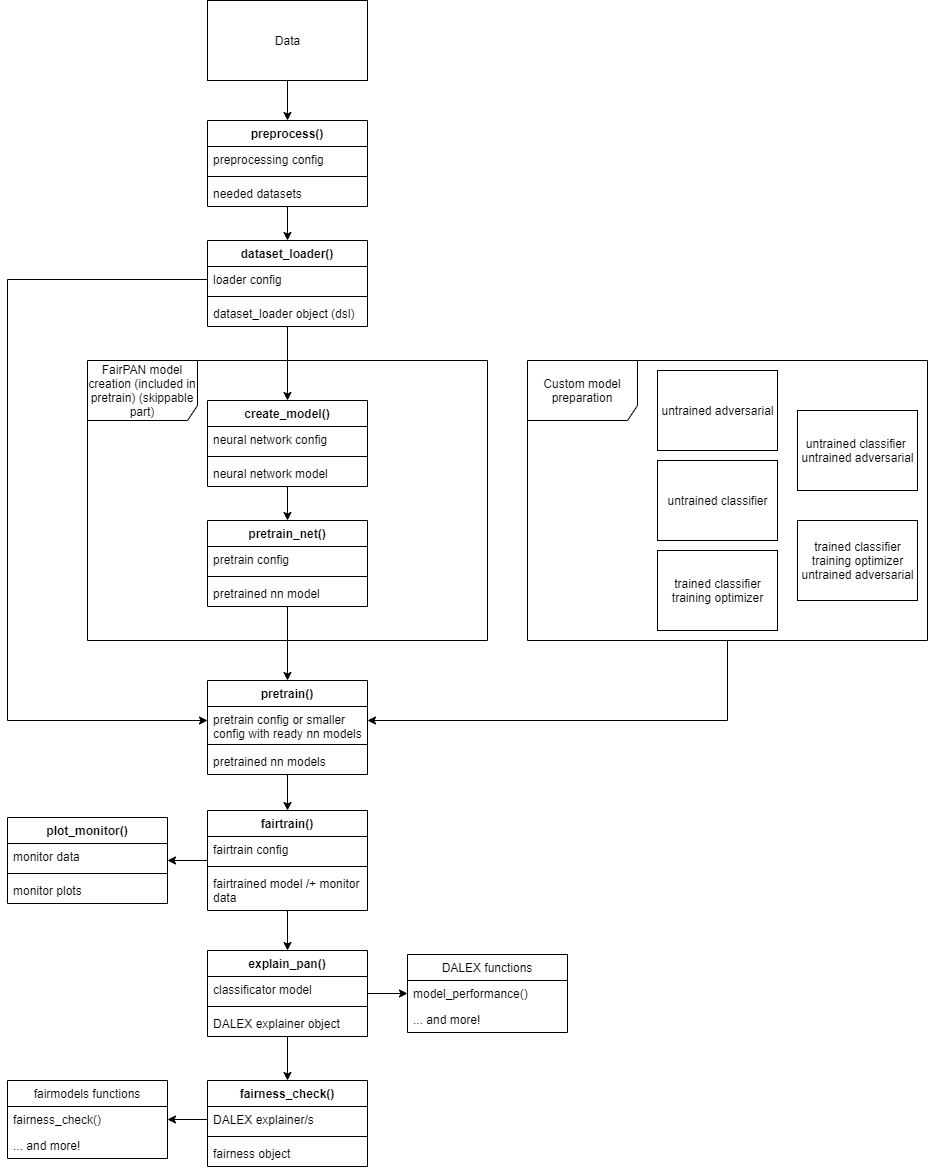 Data
preprocess()
preprocessing config
needed datasets
dataset_loader()
loader config
dataset_loader object (dsl)
FairPAN model
creation (included in
pretrain) (skippable
part)
create_model()
neural network config
neural network model
pretrain_net()
pretrain config
pretrained nn model
Custom model
preparation
untrained adversarial
untrained classifier
trained classifier
training optimizer
untrained classifier
untrained adversarial
trained classifier
training optimizer
untrained adversarial
pretrain()
pretrain config or smaller
config with ready nn models
pretrained nn models
fairtrain()
fairtrain config
fairtrained model /+ monitor
data
plot_monitor()
monitor data
monitor plots
explain_pan()
classificator model
DALEX explainer object
DALEX functions
model_performance()
... and more!
fairness_check()
DALEX explainer/s
fairness object
fairmodels functions
fairness_check()
... and more!